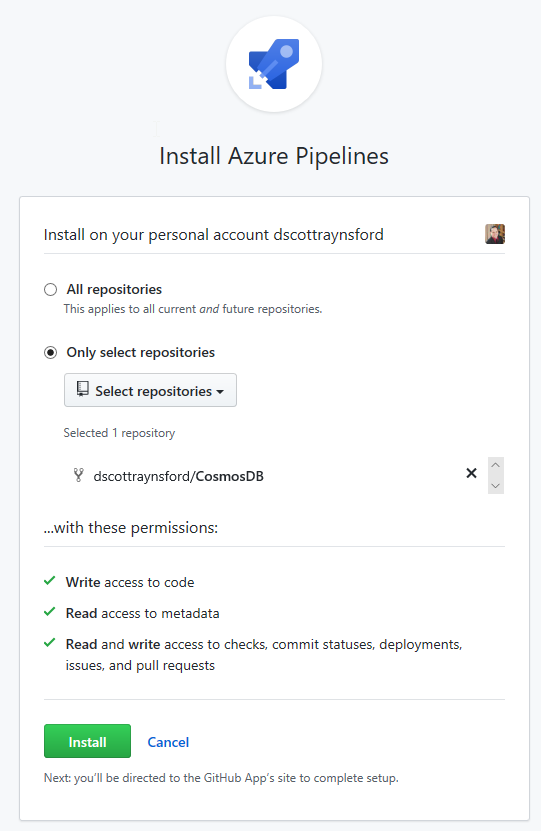 Install Azure Pipelines
Install on your personal account dscottraynsford
All repositories
This applies to all current and future repositories.
Only select repositories
Select repositories
Selected 1 repository
dscottraynsford/CosmosDB
...with these permissions:
Write access to code
Read access to metadata
Read and write access to checks, commit statuses, deployments,
issues, and pull requests
Install Cancel
Next: you'll be directed to the GitHub App's site to complete setup.